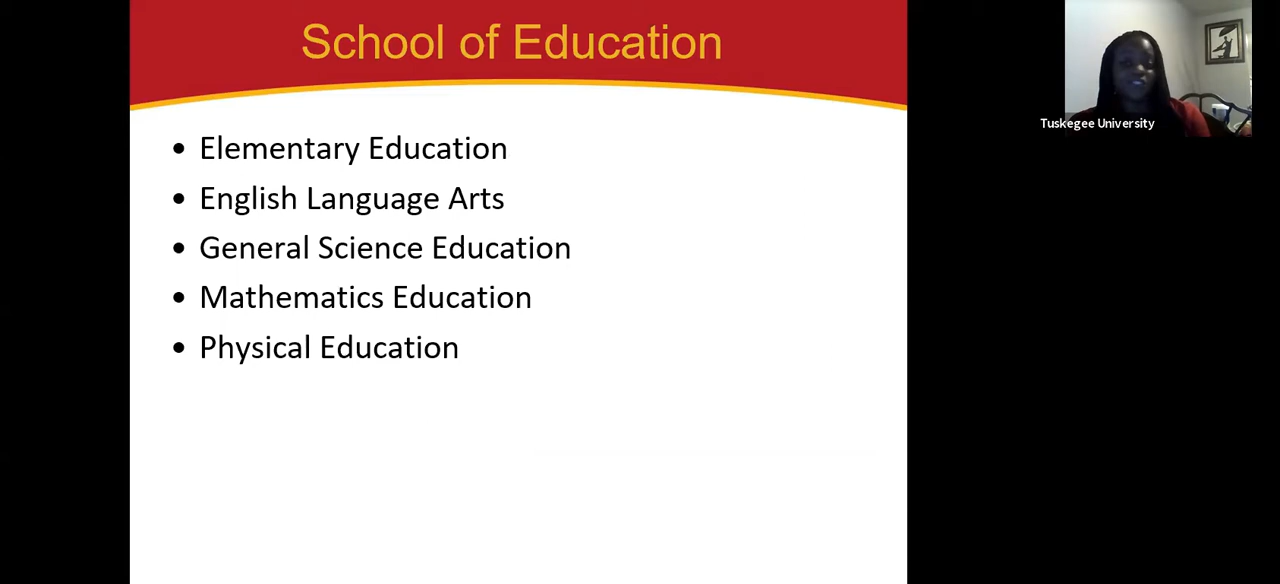 School of Education
• Elementary Education
• English Language Arts
• General Science Education
• Mathematics Education
• Physical Education
Tuskegee University